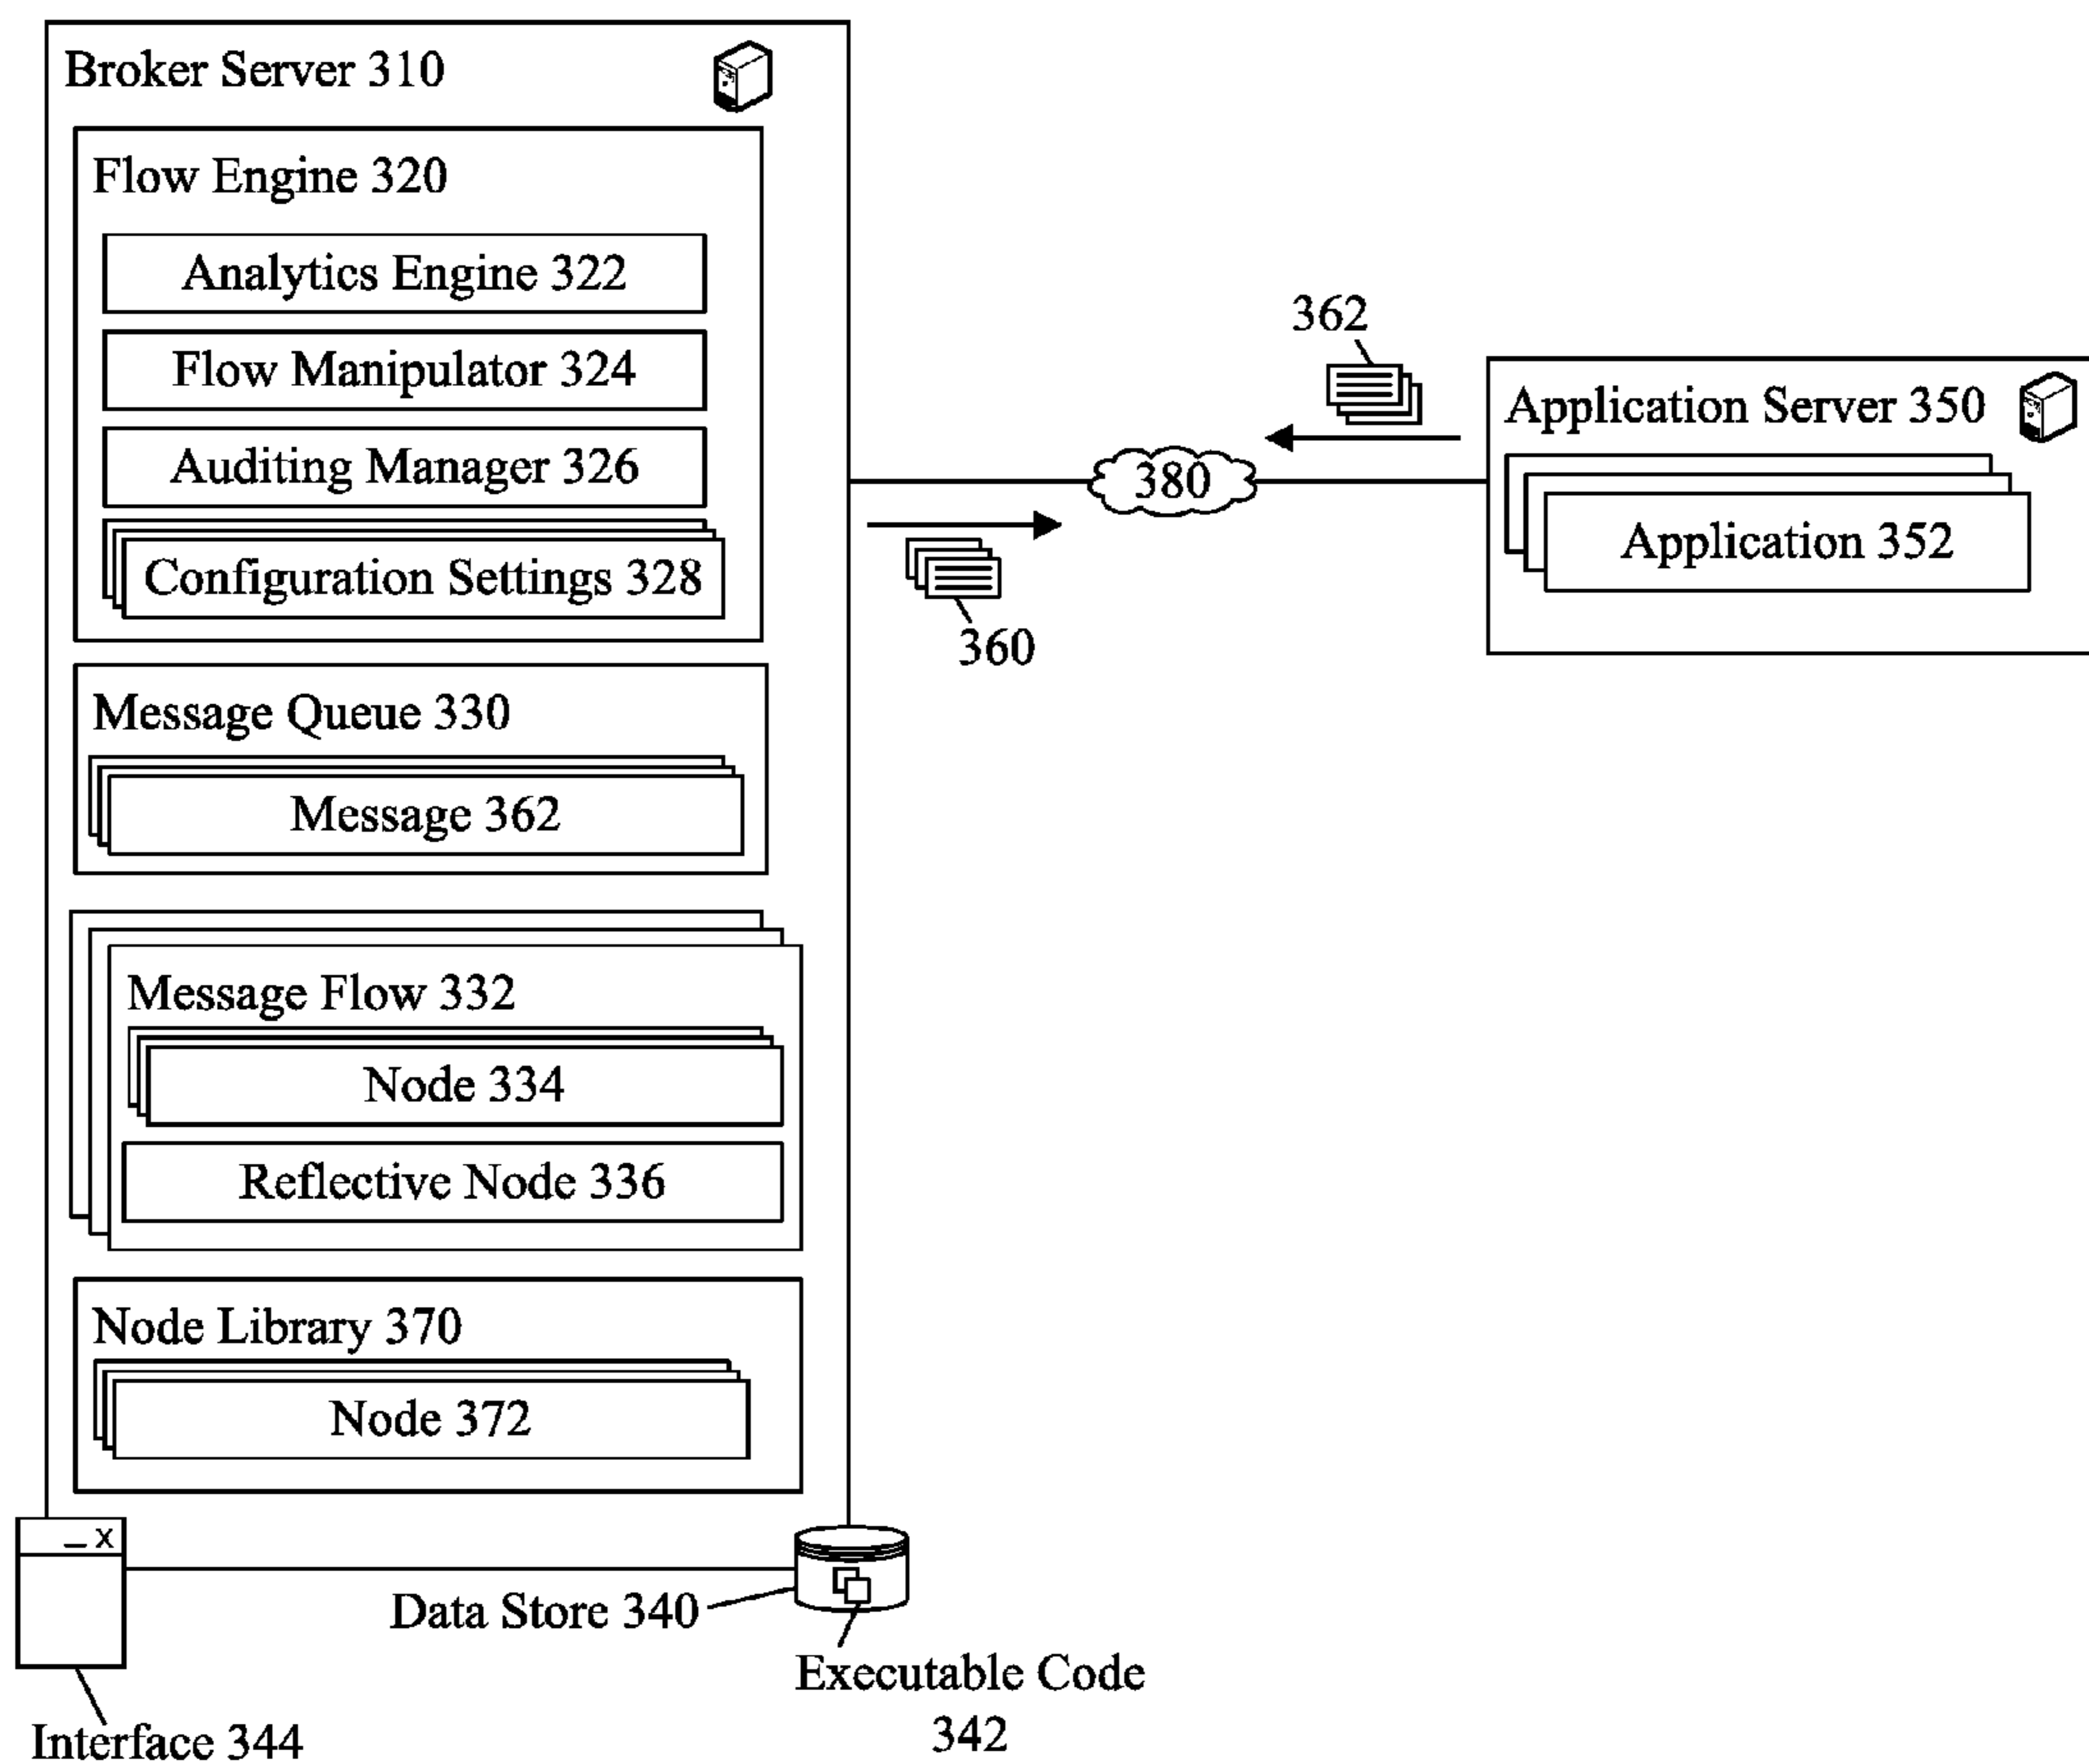 Broker Server 310
Flow Engine 320
Analytics Engine 322
Flow Manipulator 324
Auditing Manager 326
Configuration Settings 328
Message Queue 330
Message 362
Message Flow 332
Node 334
Reflective Node 336
Node Library 370
Node 372
_ x
Data Store 340
Executable Code
342
Interface 344
380
360
362
Application Server 350
Application 352